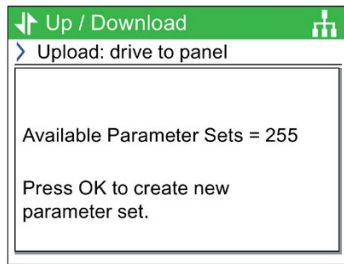 Up / Download
Upload: drive to panel
Available Parameter Sets = 255
Press OK to create new
parameter set.